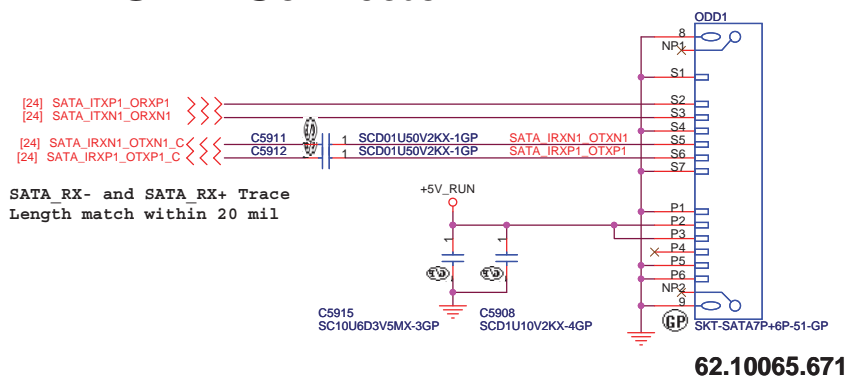 ODD1
8
NP1
S1
[24] SATA_ITXP1_ORXP1
[24] SATA_ITXN1_ORXN1
S2
S3
S4
[24] SATA_IRXN1_OTXN1_C
C5911
1
SCD01U50V2KX-1GP
SATA_IRXN1_OTXN1
S5
[24] SATA_IRXP1_OTXP1_C
C5912
1
SCD01U50V2KX-1GP
SATA_IRXP1_OTXP1
S6
S7
SATA_RX- and SATA_RX+ Trace
Length match within 20 mil
+5V_RUN
P1
P2
P3
P4
P5
P6
NP2
9
1
1
C5915
SC10U6D3V5MX-3GP
C5908
SCD1U10V2KX-4GP
GP
SKT-SATA7P+6P-51-GP
62.10065.671